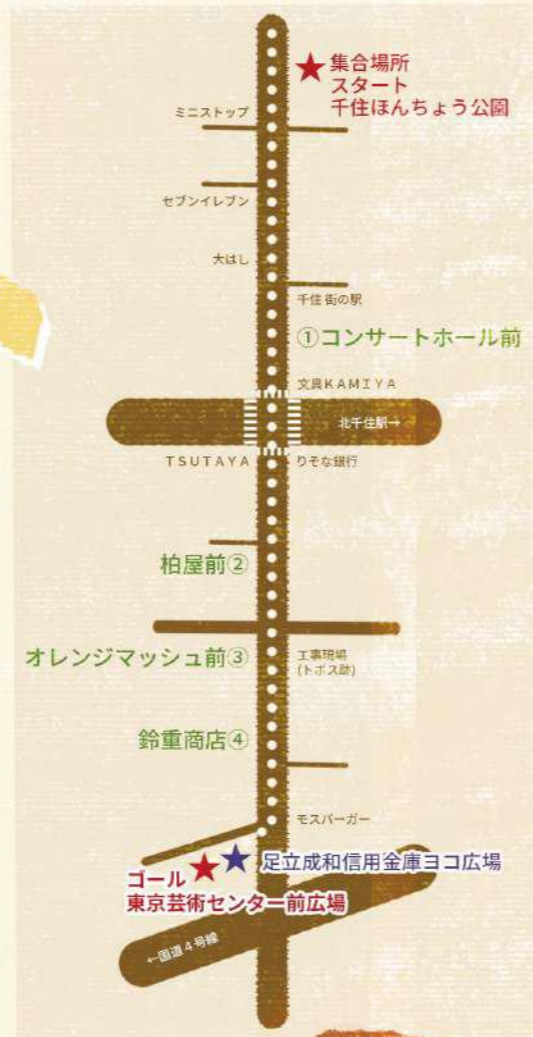 集合場所
スタート
千住ほんちょう公園
ミニストップ
セブンイレブン
大はし
千住 街の駅
①コンサートホール前
文具KAMIYA
北千住駅→
TSUTAYA
りそな銀行
柏屋前②
オレンジマッシュ前③
工事現場
(トポス跡)
鈴重商店④
モスバーガー
足立成和信用金庫ヨコ広場
ゴール
東京芸術センター前広場
←国道4号線